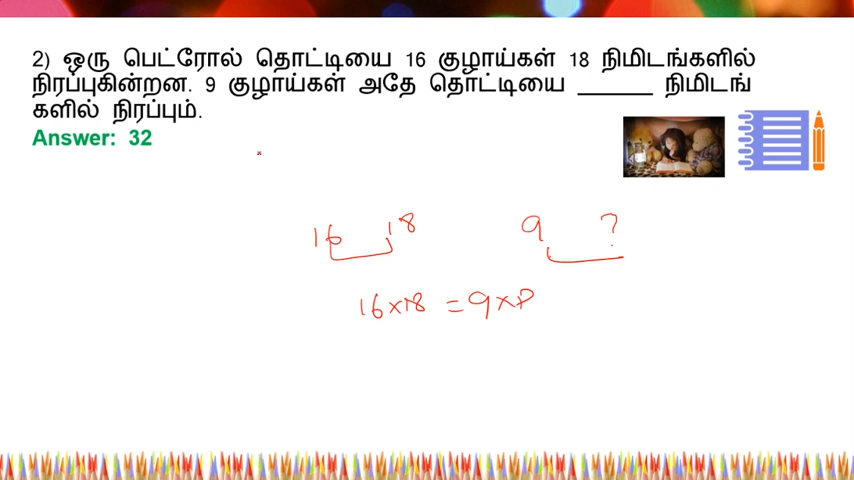 2) ஒரு பெட்ரோல் தொட்டியை 16 குழாய்கள் 18 நிமிடங்களில்
நிரப்புகின்றன. 9 குழாய்கள் அதே தொட்டியை ______ நிமிடங்
களில் நிரப்பும்.
Answer: 32
16 18 9 ?
16×18 = 9×